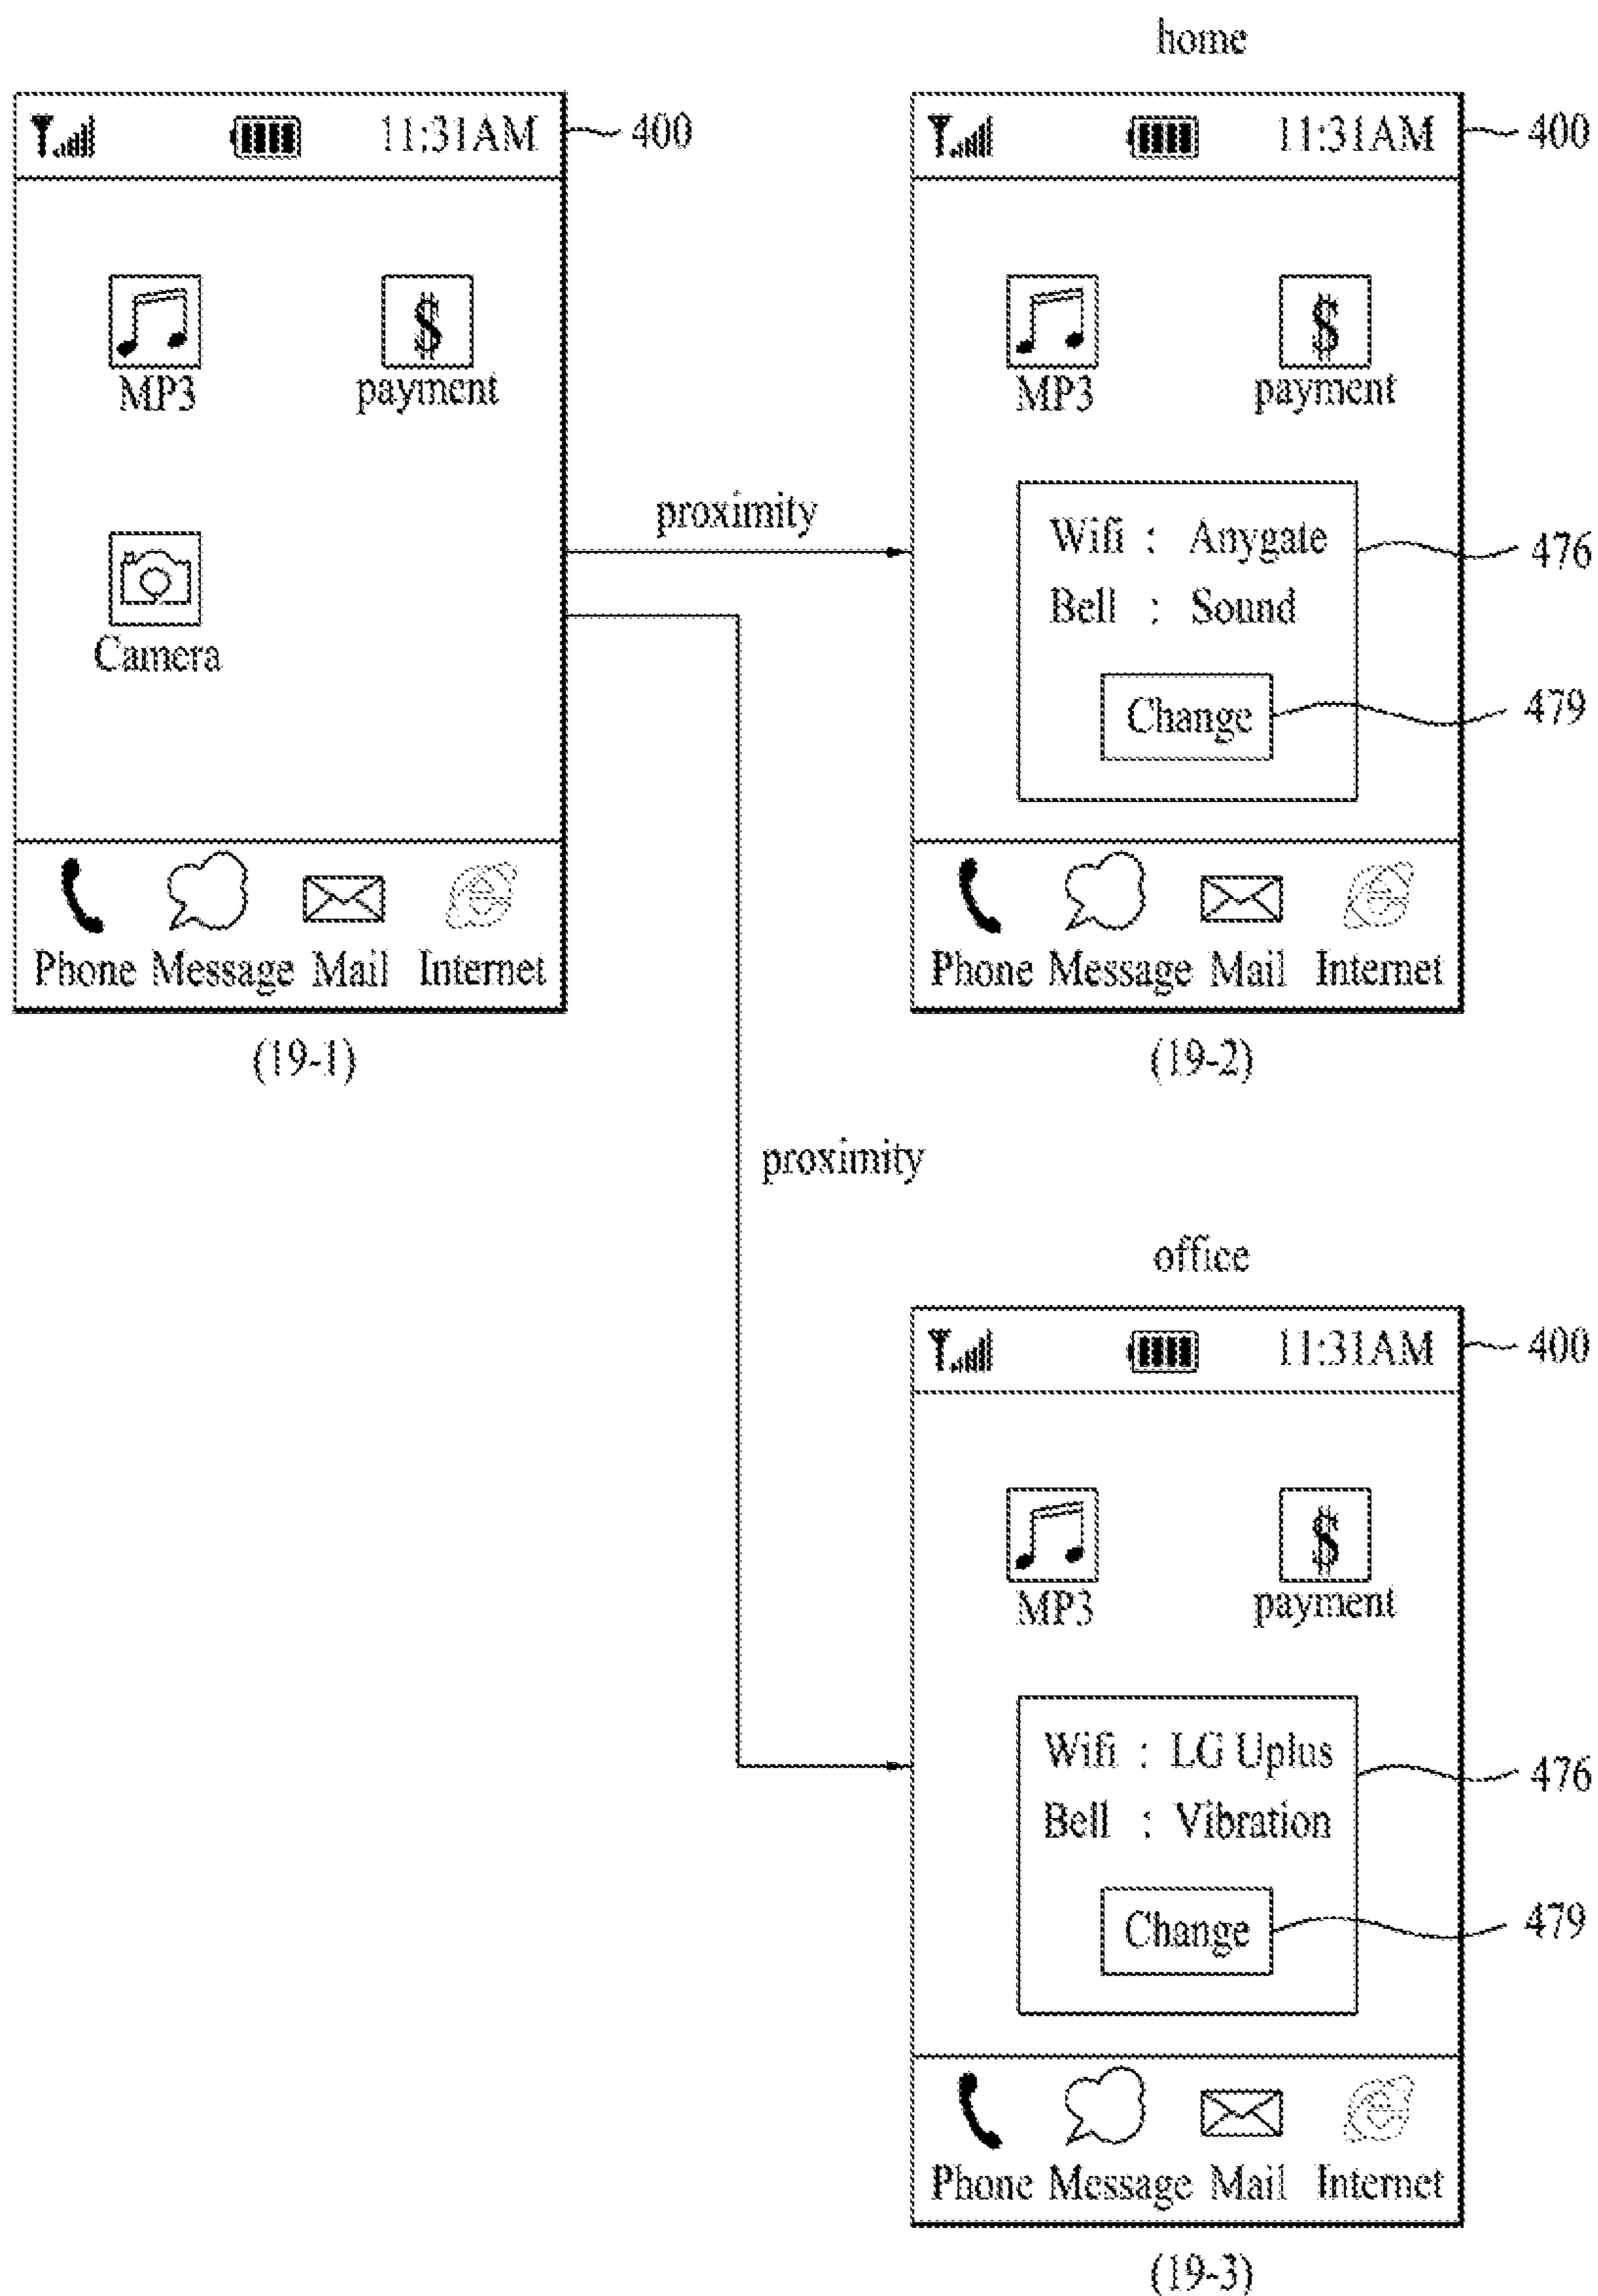 home
11:31AM
400
MP3
payment
Camera
Phone Message Mail Internet
(19-1)
proximity
11:31AM
400
MP3
payment
Wifi : Anygate
Bell : Sound
Change
476
479
Phone Message Mail Internet
(19-2)
proximity
office
11:31AM
400
MP3
payment
Wifi : LG Uplus
Bell : Vibration
Change
476
479
Phone Message Mail Internet
(19-3)